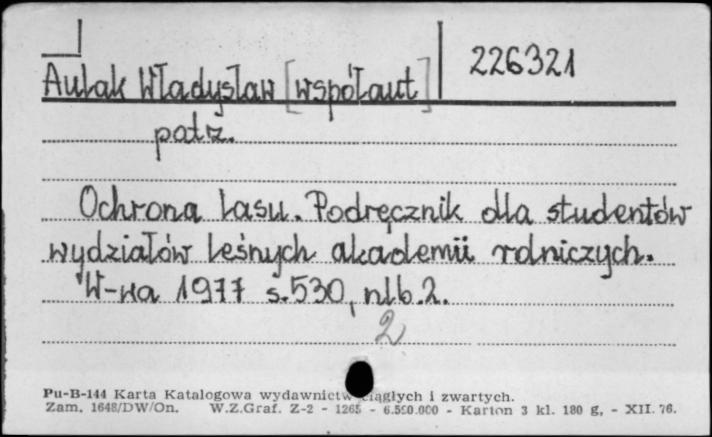 226321
Aulak Władysław [współaut]
patrz.
Ochrona lasu. Podręcznik dla studentów
wydziałów leśnych akademii rolniczych.
W-wa 1977 s.530, nlb.2.
2
Pu-B-144 Karta Katalogowa wydawnictw ciągłych i zwartych.
Zam. 1648/DW/On. W.Z.Graf. Z-2 - 1265 - 6.550.000 - Karton 3 kl. 180 g, - XII. 76.